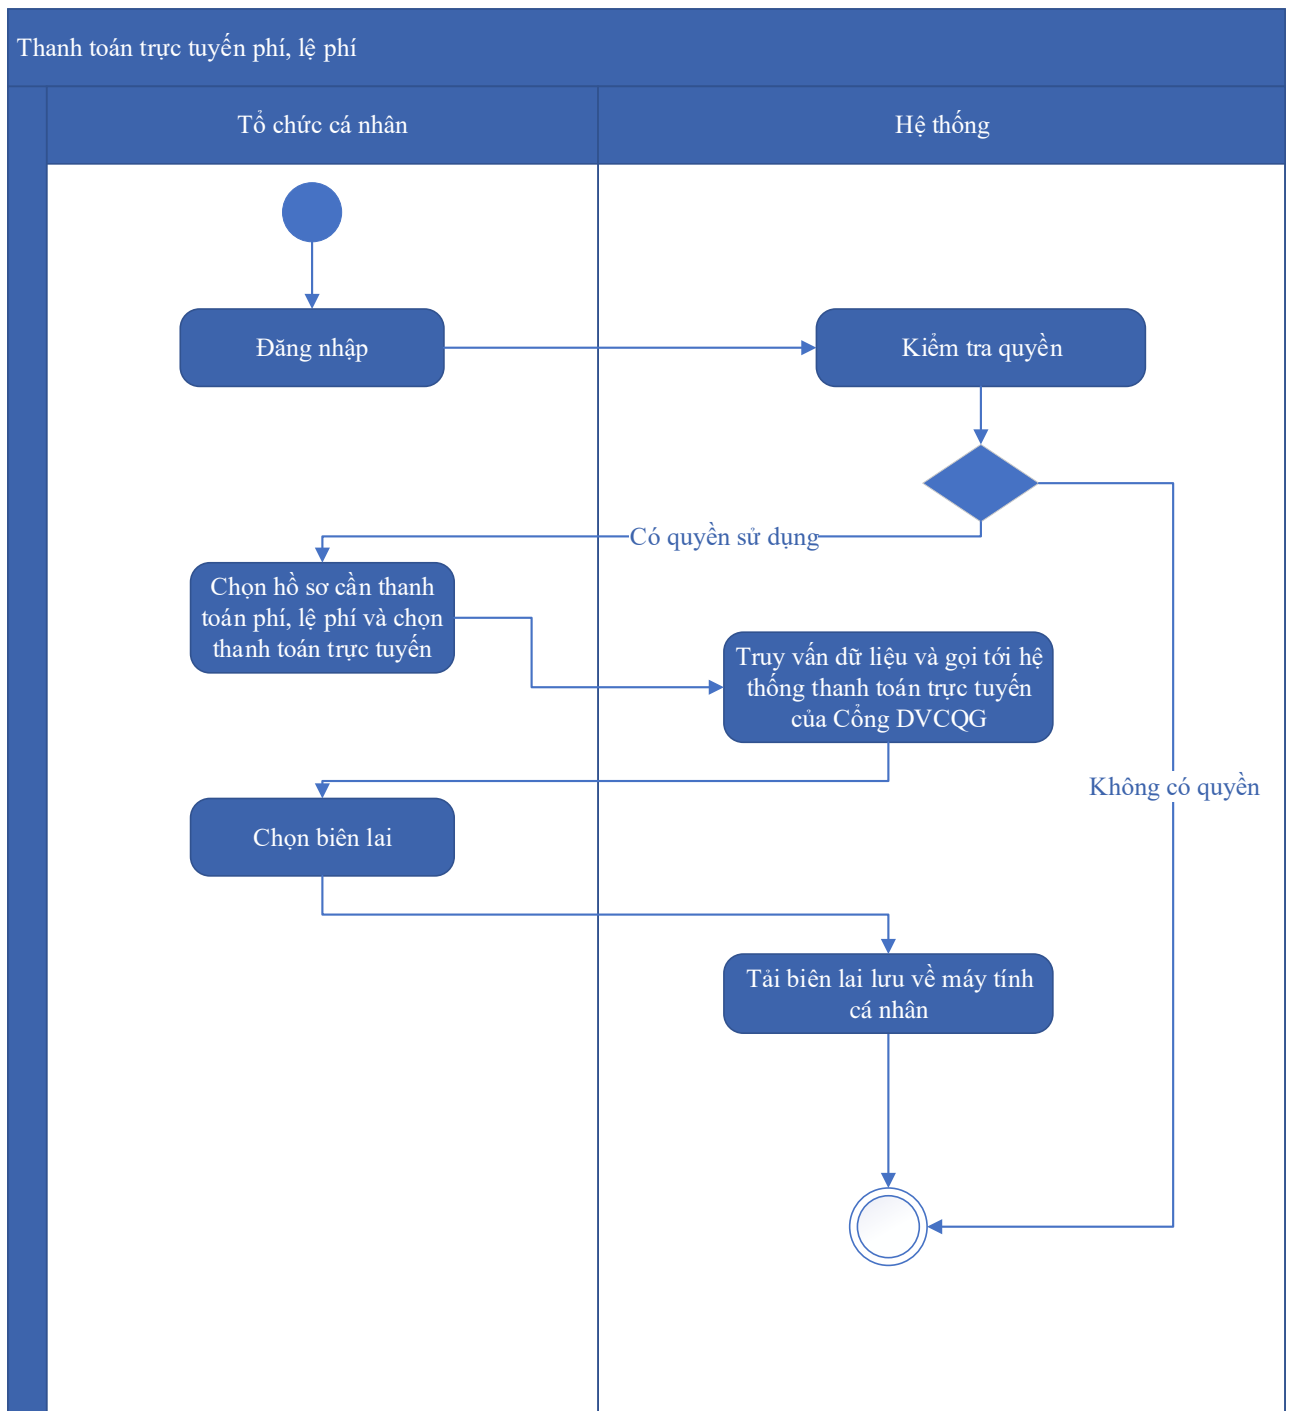 Thanh toán trực tuyến phí, lệ phí
Tổ chức cá nhân
Hệ thống
Đăng nhập
Kiểm tra quyền
Có quyền sử dụng
Chọn hồ sơ cần thanh
toán phí, lệ phí và chọn
thanh toán trực tuyến
Truy vấn dữ liệu và gọi tới hệ
thống thanh toán trực tuyến
của Cổng DVCQG
Không có quyền
Chọn biên lai
Tải biên lai lưu về máy tính
cá nhân